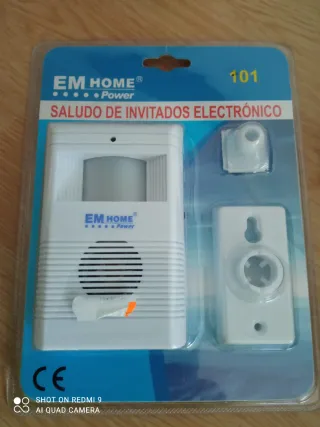 EM HOME®
Power
101
SALUDO DE INVITADOS ELECTRÓNICO
EM HOME®
Power
CE
SHOT ON REDMI 9
AI QUAD CAMERA